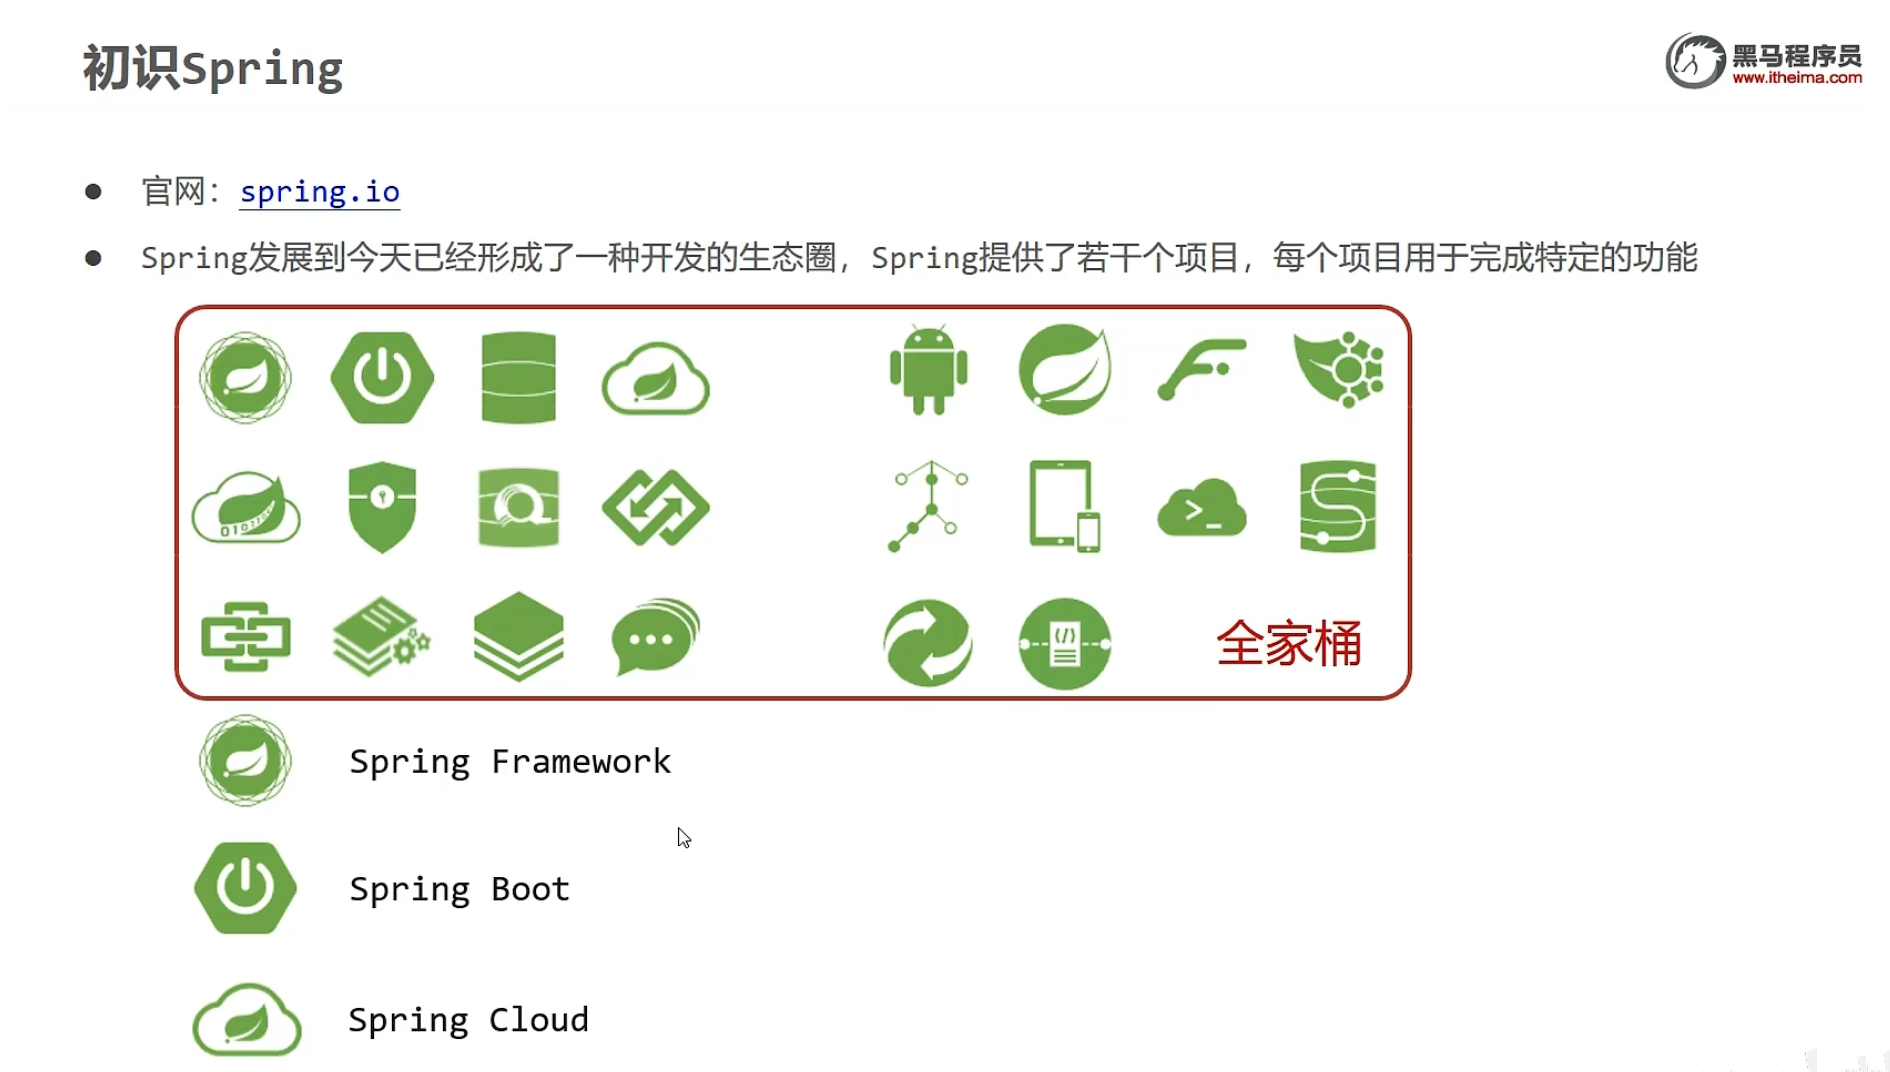 初识Spring
黑马程序员
www.itheima.com
官网：spring.io
Spring发展到今天已经形成了一种开发的生态圈，Spring提供了若干个项目，每个项目用于完成特定的功能
全家桶
Spring Framework
Spring Boot
Spring Cloud